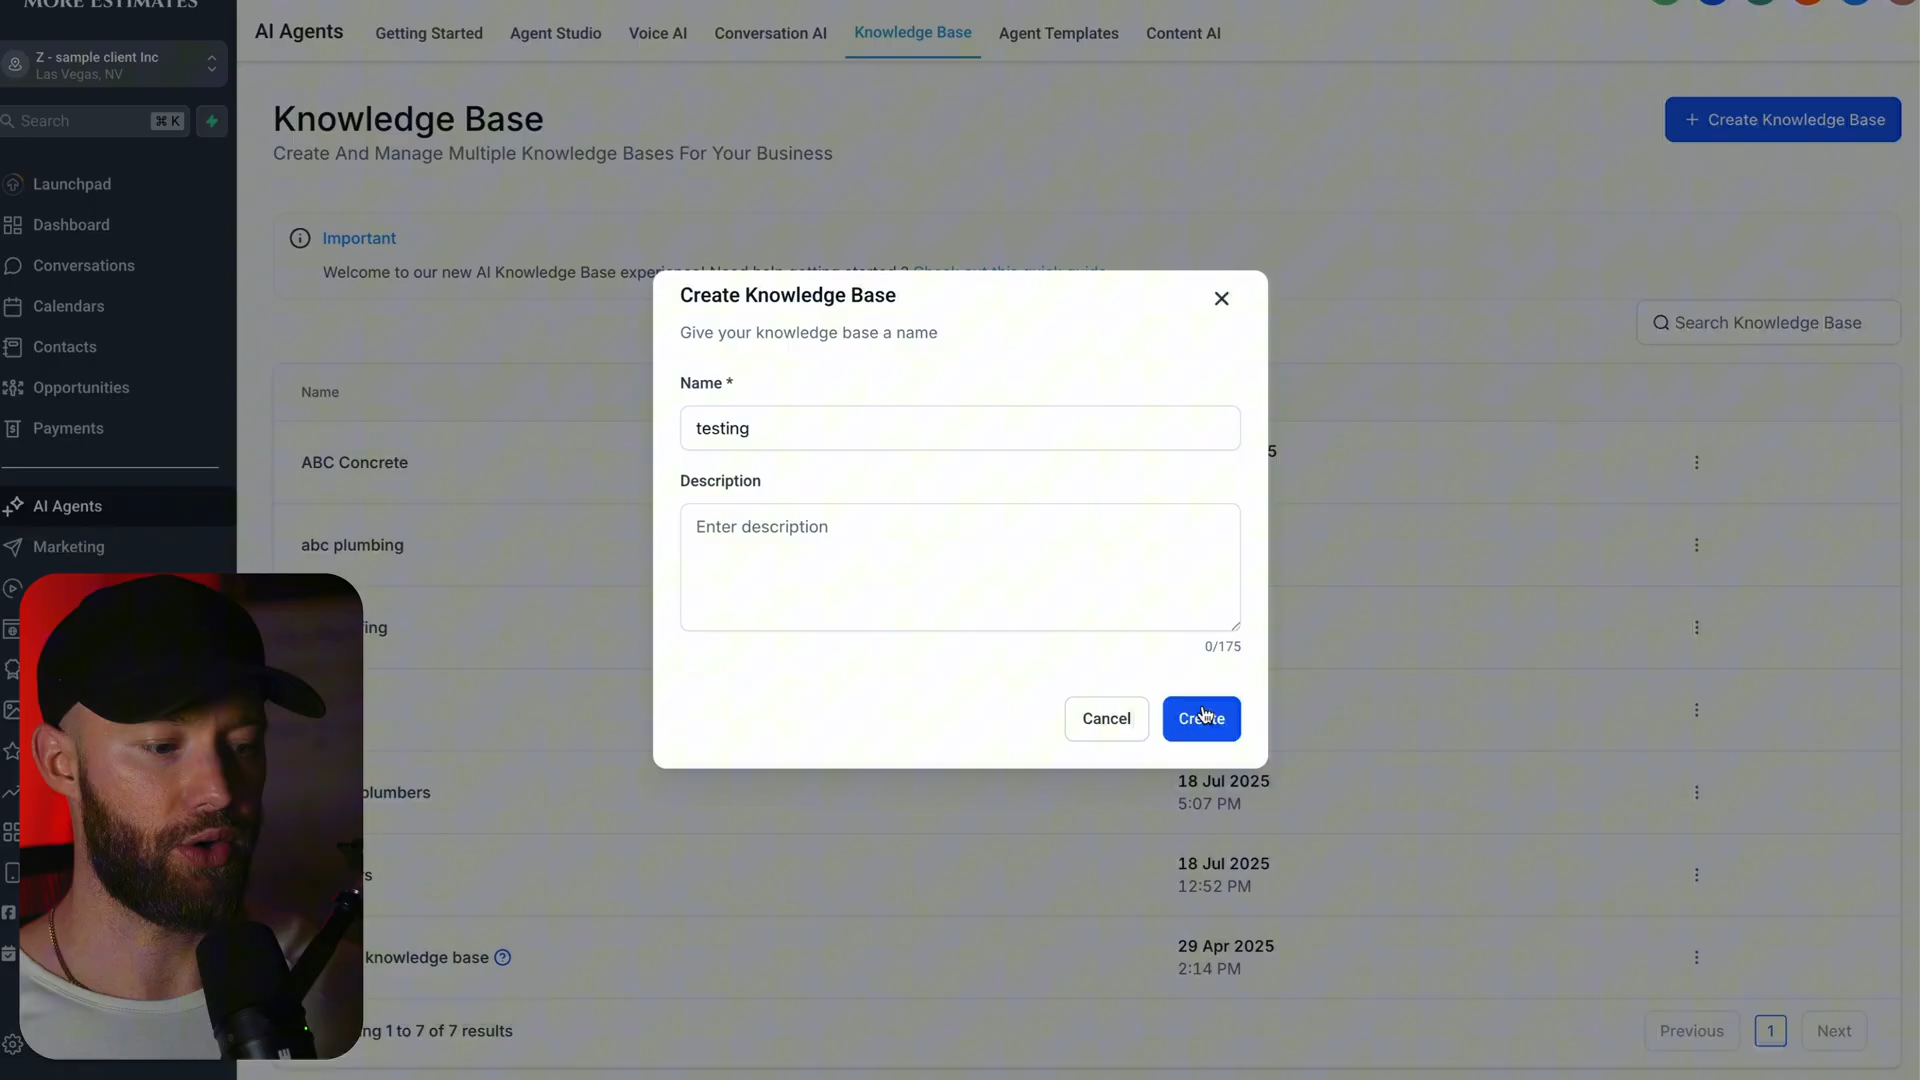 MORE ESTIMATES
Z - sample client Inc
Las Vegas, NV
Search ⌘ K
Launchpad
Dashboard
Conversations
Calendars
Contacts
Opportunities
Payments
AI Agents
Marketing
AI Agents
Getting Started
Agent Studio
Voice AI
Conversation AI
Knowledge Base
Agent Templates
Content AI
Knowledge Base
Create And Manage Multiple Knowledge Bases For Your Business
+ Create Knowledge Base
Important
Welcome to our new AI Knowledge Base experience! Need help getting started ? Check out this quick guide
Search Knowledge Base
Name
ABC Concrete
5
abc plumbing
ing
plumbers
18 Jul 2025
5:07 PM
s
18 Jul 2025
12:52 PM
knowledge base
29 Apr 2025
2:14 PM
ng 1 to 7 of 7 results
Previous
1
Next
Create Knowledge Base
Give your knowledge base a name
Name *
testing
Description
Enter description
0/175
Cancel
Create